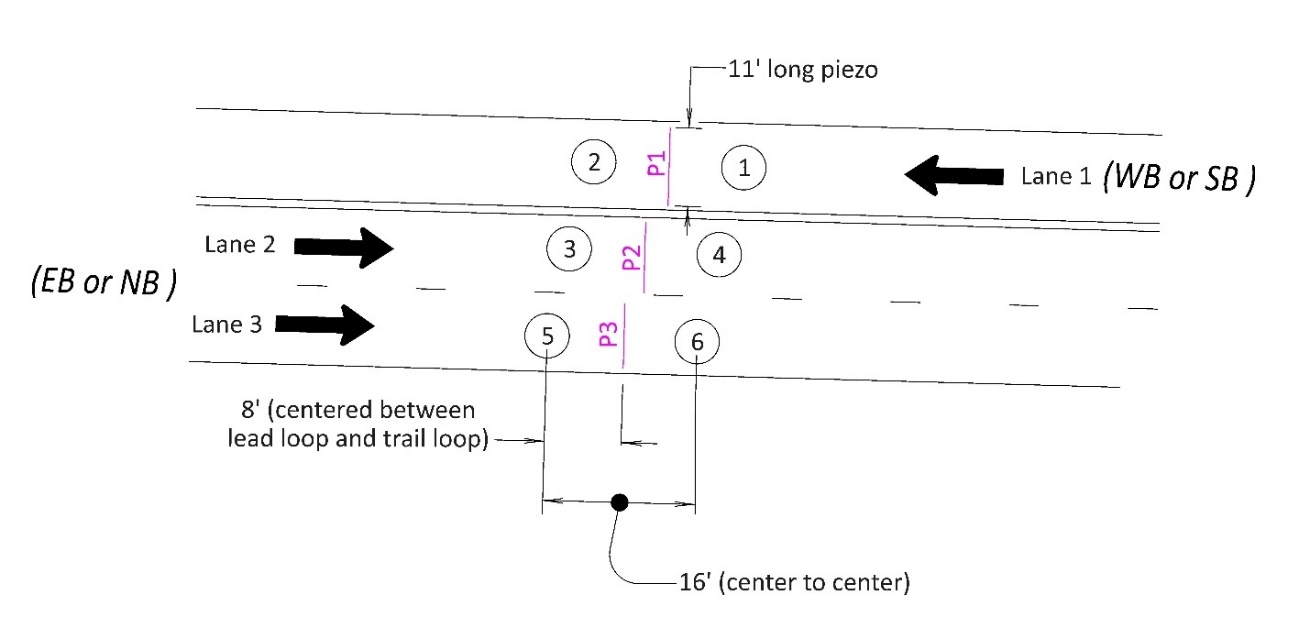 11' long piezo
2
P1
1
Lane 1 (WB or SB )
Lane 2
3
P2
4
(EB or NB )
Lane 3
5
P3
6
8' (centered between
lead loop and trail loop)
16' (center to center)